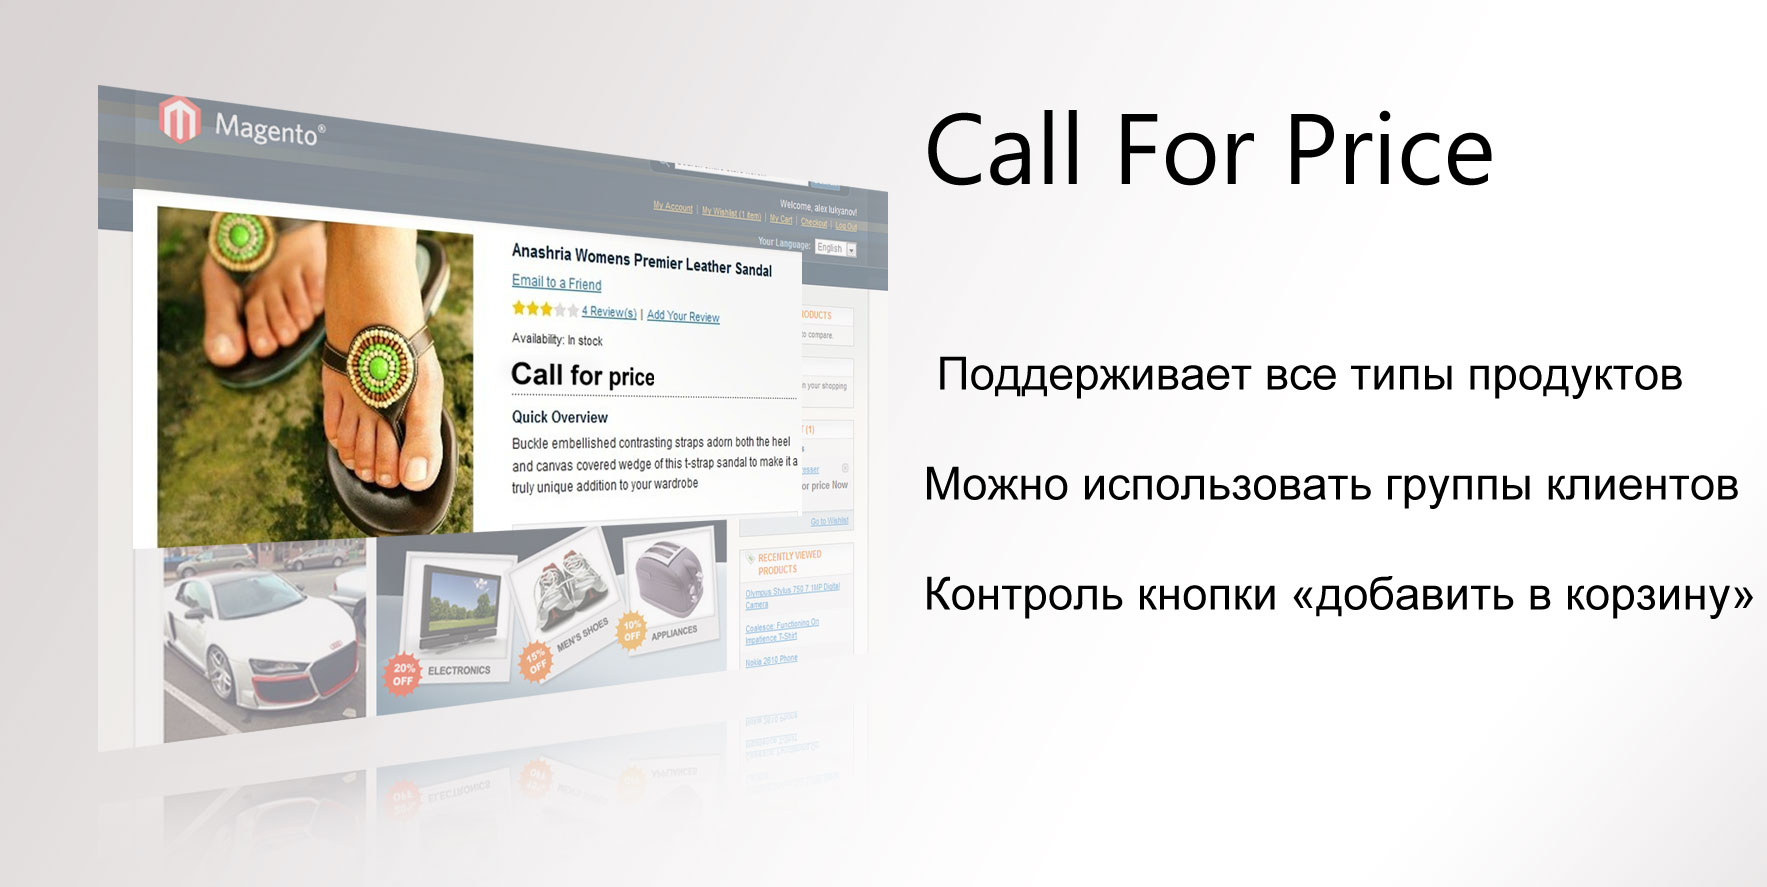 Magento®
Call For Price
Welcome, alex lukyanov!
My Account | My Wishlist (1 item) | My Cart | Checkout | Log Out
Your Language: English
Anashria Womens Premier Leather Sandal
Email to a Friend
4 Review(s) | Add Your Review
Availability: In stock
Call for price
Quick Overview
Buckle embellished contrasting straps adorn both the heel
and canvas covered wedge of this t-strap sandal to make it a
truly unique addition to your wardrobe
to compare.
your shopping
(1)
or price Now
Go to Wishlist
RECENTLY VIEWED
PRODUCTS
Olympus Stylus 750 7.1MP Digital
Camera
Coalesce: Functioning On
Impatience T-Shirt
Nokia 2610 Phone
20%
OFF
ELECTRONICS
15%
OFF
MEN'S SHOES
10%
OFF
APPLIANCES
Поддерживает все типы продуктов
Можно использовать группы клиентов
Контроль кнопки «добавить в корзину»